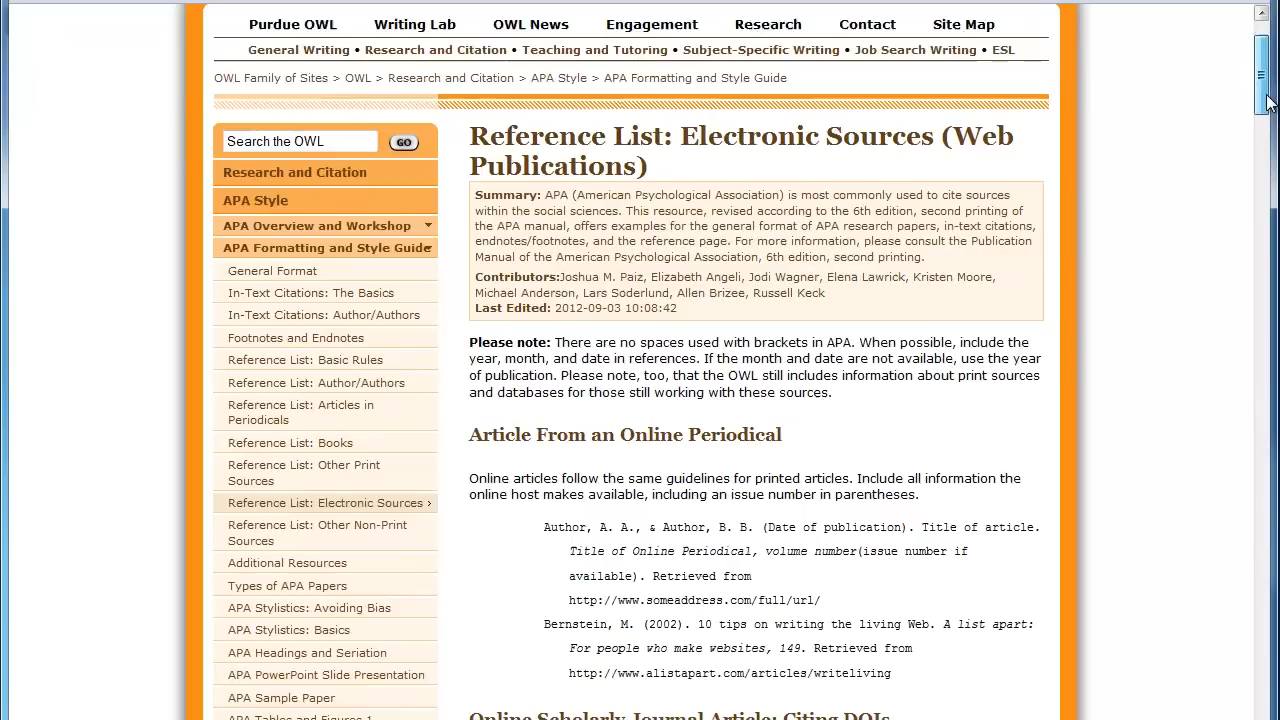 Purdue OWL Writing Lab OWL News Engagement Research Contact Site Map
General Writing • Research and Citation • Teaching and Tutoring • Subject-Specific Writing • Job Search Writing • ESL
OWL Family of Sites > OWL > Research and Citation > APA Style > APA Formatting and Style Guide
Search the OWL GO
Research and Citation
APA Style
APA Overview and Workshop
APA Formatting and Style Guide
General Format
In-Text Citations: The Basics
In-Text Citations: Author/Authors
Footnotes and Endnotes
Reference List: Basic Rules
Reference List: Author/Authors
Reference List: Articles in
Periodicals
Reference List: Books
Reference List: Other Print
Sources
Reference List: Electronic Sources ›
Reference List: Other Non-Print
Sources
Additional Resources
Types of APA Papers
APA Stylistics: Avoiding Bias
APA Stylistics: Basics
APA Headings and Seriation
APA PowerPoint Slide Presentation
APA Sample Paper
APA Tables and Figures 1
Reference List: Electronic Sources (Web
Publications)
Summary: APA (American Psychological Association) is most commonly used to cite sources
within the social sciences. This resource, revised according to the 6th edition, second printing of
the APA manual, offers examples for the general format of APA research papers, in-text citations,
endnotes/footnotes, and the reference page. For more information, please consult the Publication
Manual of the American Psychological Association, 6th edition, second printing.
Contributors:Joshua M. Paiz, Elizabeth Angeli, Jodi Wagner, Elena Lawrick, Kristen Moore,
Michael Anderson, Lars Soderlund, Allen Brizee, Russell Keck
Last Edited: 2012-09-03 10:08:42
Please note: There are no spaces used with brackets in APA. When possible, include the
year, month, and date in references. If the month and date are not available, use the year
of publication. Please note, too, that the OWL still includes information about print sources
and databases for those still working with these sources.
Article From an Online Periodical
Online articles follow the same guidelines for printed articles. Include all information the
online host makes available, including an issue number in parentheses.
Author, A. A., & Author, B. B. (Date of publication). Title of article.
Title of Online Periodical, volume number(issue number if
available). Retrieved from
http://www.someaddress.com/full/url/
Bernstein, M. (2002). 10 tips on writing the living Web. A list apart:
For people who make websites, 149. Retrieved from
http://www.alistapart.com/articles/writeliving
Online Scholarly Journal Article: Citing DOIs